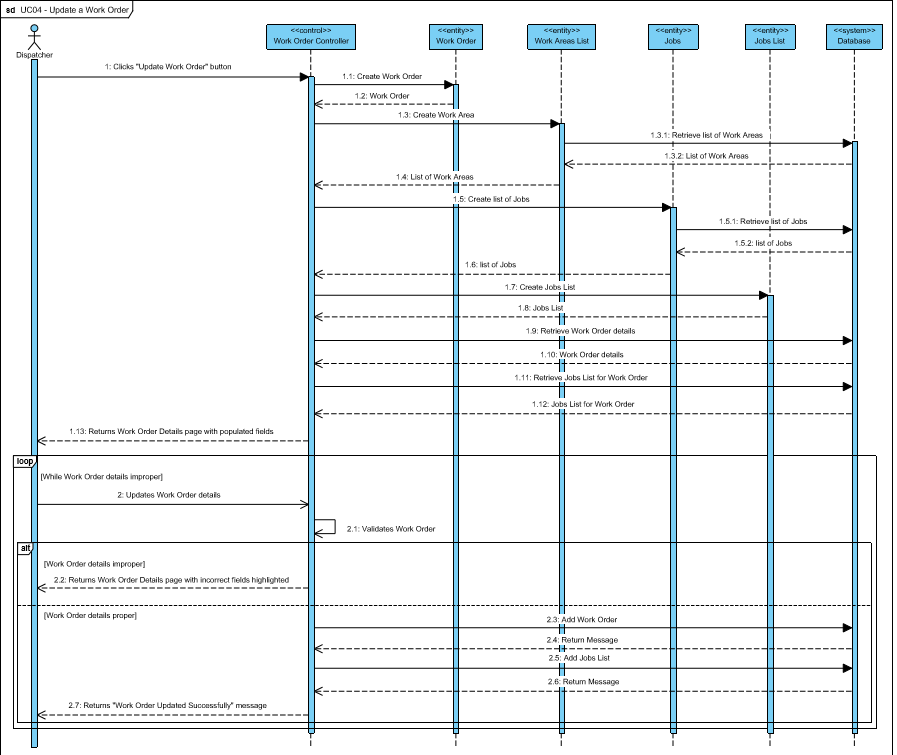 sd UC04 - Update a Work Order
<<control>>
Work Order Controller
<<entity>>
Work Order
<<entity>>
Work Areas List
<<entity>>
Jobs
<<entity>>
Jobs List
<<system>>
Database
Dispatcher
1: Clicks "Update Work Order" button
1.1: Create Work Order
1.2: Work Order
1.3: Create Work Area
1.3.1: Retrieve list of Work Areas
1.3.2: List of Work Areas
1.4: List of Work Areas
1.5: Create list of Jobs
1.5.1: Retrieve list of Jobs
1.5.2: list of Jobs
1.6: list of Jobs
1.7: Create Jobs List
1.8: Jobs List
1.9: Retrieve Work Order details
1.10: Work Order details
1.11: Retrieve Jobs List for Work Order
1.12: Jobs List for Work Order
1.13: Returns Work Order Details page with populated fields
loop
[While Work Order details improper]
2: Updates Work Order details
2.1: Validates Work Order
alt
[Work Order details improper]
2.2: Returns Work Order Details page with incorrect fields highlighted
[Work Order details proper]
2.3: Add Work Order
2.4: Return Message
2.5: Add Jobs List
2.6: Return Message
2.7: Returns "Work Order Updated Successfully" message